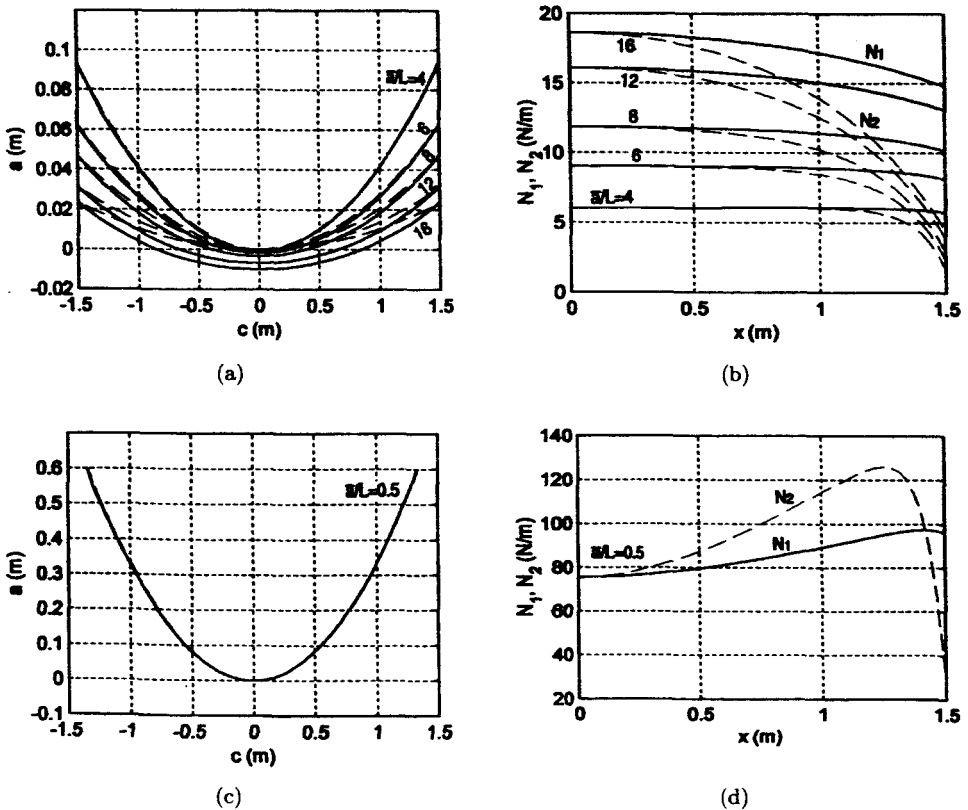 0.1
0.08
0.06
0.04
0.02
0
-0.02
a (m)
ā/L=4
6
8
12
16
-1.5 -1 -0.5 0 0.5 1 1.5
c (m)
(a)
20
15
10
5
0
N₁, N₂ (N/m)
16
N₁
12
N₂
8
6
ā/L=4
0 0.5 1 1.5
x (m)
(b)
0.6
0.5
0.4
0.3
0.2
0.1
0
-0.1
a (m)
ā/L=0.5
-1.5 -1 -0.5 0 0.5 1 1.5
c (m)
(c)
140
120
100
80
60
40
20
N₁, N₂ (N/m)
N₂
N₁
ā/L=0.5
0 0.5 1 1.5
x (m)
(d)